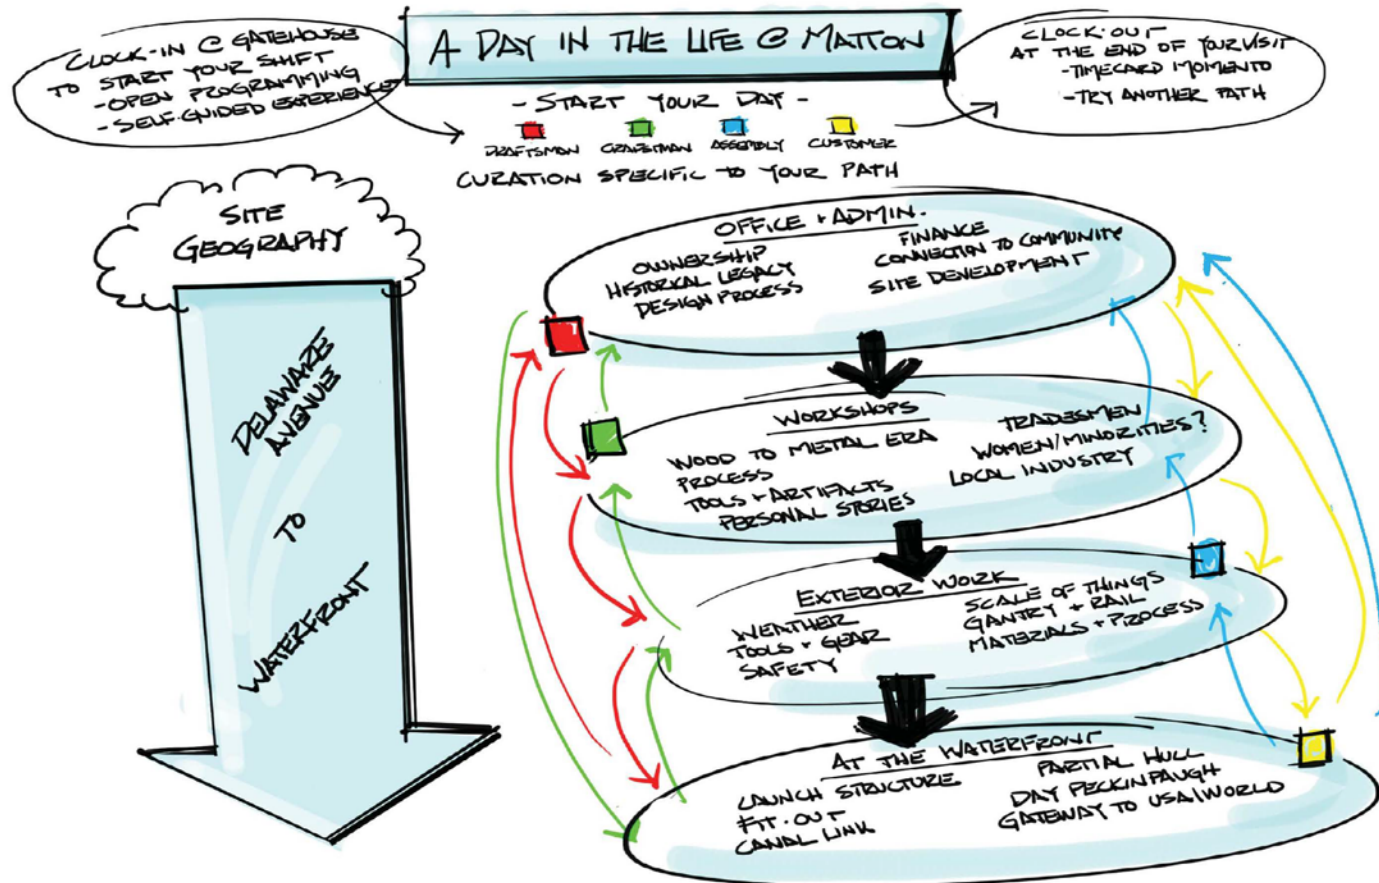 A DAY IN THE LIFE @ MATTON
CLOCK-IN @ GATEHOUSE
TO START YOUR SHIFT
-OPEN PROGRAMMING
-SELF-GUIDED EXPERIENCE
CLOCK-OUT
AT THE END OF YOUR VISIT
-TIMECARD MOMENTO
-TRY ANOTHER PATH
- START YOUR DAY -
DRAFTSMAN CRAFTSMAN ASSEMBLY CUSTOMER
CURATION SPECIFIC TO YOUR PATH
SITE
GEOGRAPHY
DELAWARE
AVENUE
TO
WATERFRONT
OFFICE + ADMIN.
OWNERSHIP
HISTORICAL LEGACY
DESIGN PROCESS
FINANCE
CONNECTION TO COMMUNITY
SITE DEVELOPMENT
WORKSHOPS
WOOD TO METAL ERA
PROCESS
TOOLS + ARTIFACTS
PERSONAL STORIES
TRADESMEN
WOMEN/MINORITIES?
LOCAL INDUSTRY
EXTERIOR WORK
WEATHER
TOOLS + GEAR
SAFETY
SCALE OF THINGS
GANTRY + RAIL
MATERIALS + PROCESS
AT THE WATERFRONT
LAUNCH STRUCTURE
FIT-OUT
CANAL LINK
PARTIAL HULL
DAY PECKINPAUGH
GATEWAY TO USA/WORLD